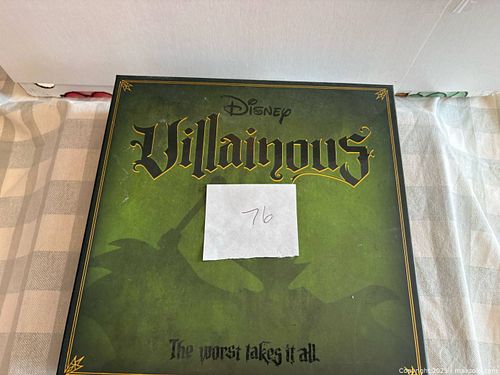 Disney
Villainous
76
The worst takes it all.